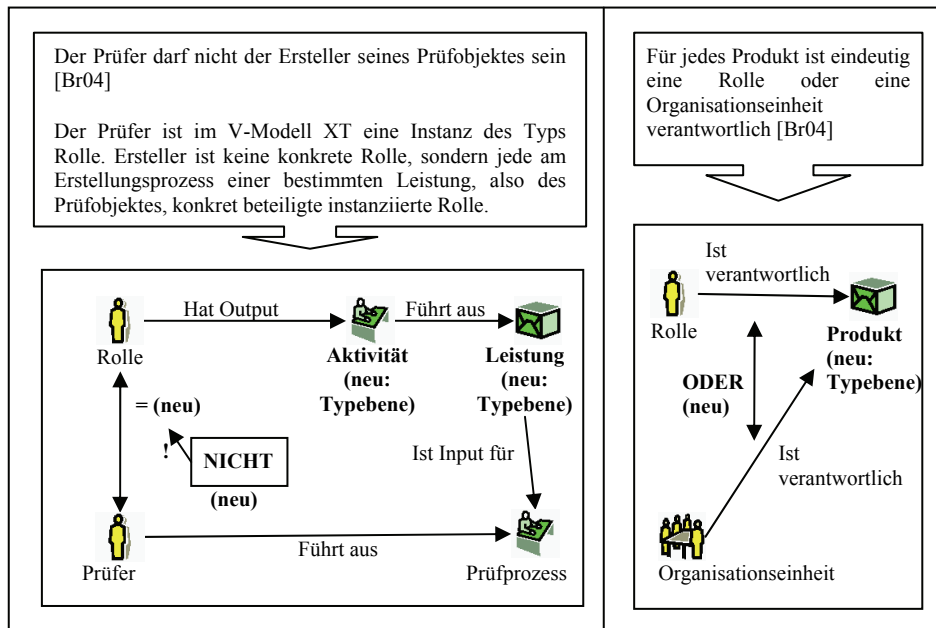 Der Prüfer darf nicht der Ersteller seines Prüfobjektes sein
[Br04]
Der Prüfer ist im V-Modell XT eine Instanz des Typs
Rolle. Ersteller ist keine konkrete Rolle, sondern jede am
Erstellungsprozess einer bestimmten Leistung, also des
Prüfobjektes, konkret beteiligte instanziierte Rolle.
Hat Output
Führt aus
Rolle
Aktivität
(neu:
Typebene)
Leistung
(neu:
Typebene)
= (neu)
!
NICHT
(neu)
Ist Input für
Führt aus
Prüfer
Prüfprozess
Für jedes Produkt ist eindeutig
eine Rolle oder eine
Organisationseinheit
verantwortlich [Br04]
Ist
verantwortlich
Rolle
Produkt
(neu:
Typebene)
ODER
(neu)
Ist
verantwortlich
Organisationseinheit